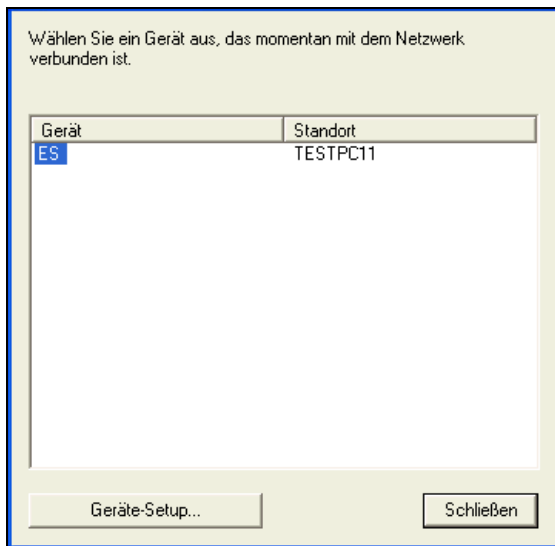 Wählen Sie ein Gerät aus, das momentan mit dem Netzwerk
verbunden ist.
Gerät Standort
ES TESTPC11
Geräte-Setup... Schließen